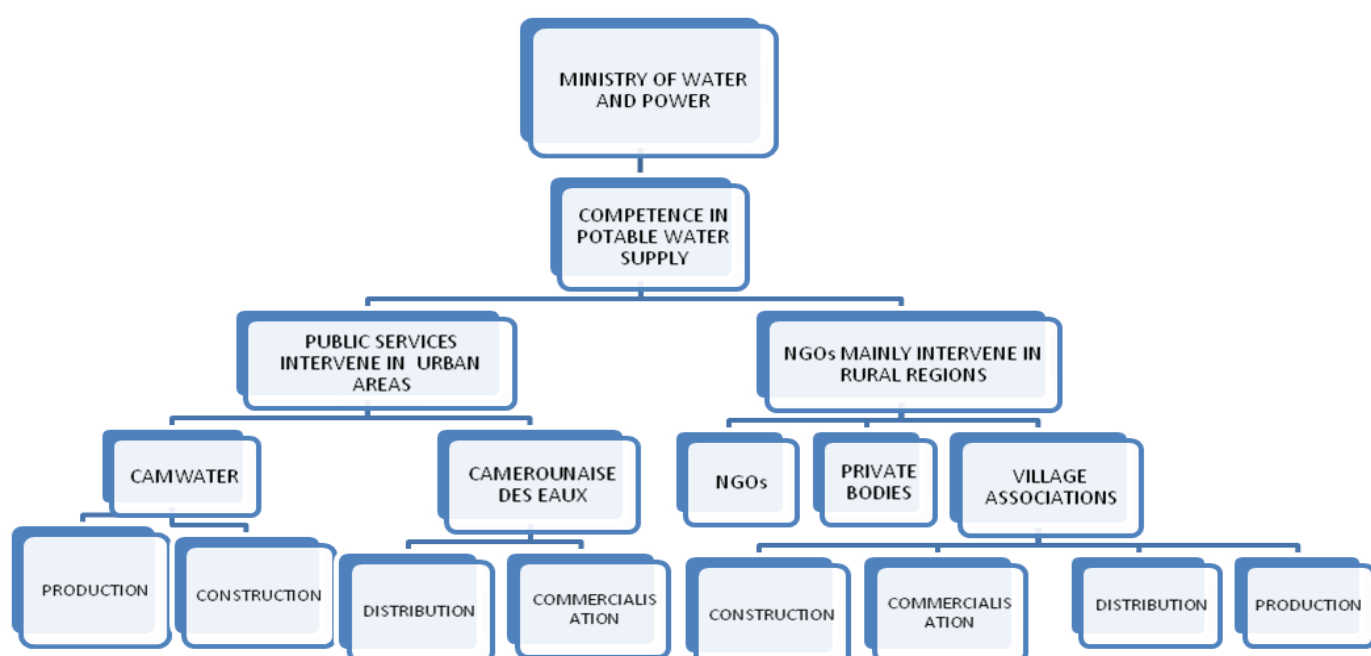 MINISTRY OF WATER
AND POWER
COMPETENCE IN
POTABLE WATER
SUPPLY
PUBLIC SERVICES
INTERVENE IN URBAN
AREAS
NGOs MAINLY INTERVENE IN
RURAL REGIONS
CAMWATER
CAMEROUNAISE
DES EAUX
NGOs
PRIVATE
BODIES
VILLAGE
ASSOCIATIONS
PRODUCTION
CONSTRUCTION
DISTRIBUTION
COMMERCIALIS
ATION
CONSTRUCTION
COMMERCIALIS
ATION
DISTRIBUTION
PRODUCTION